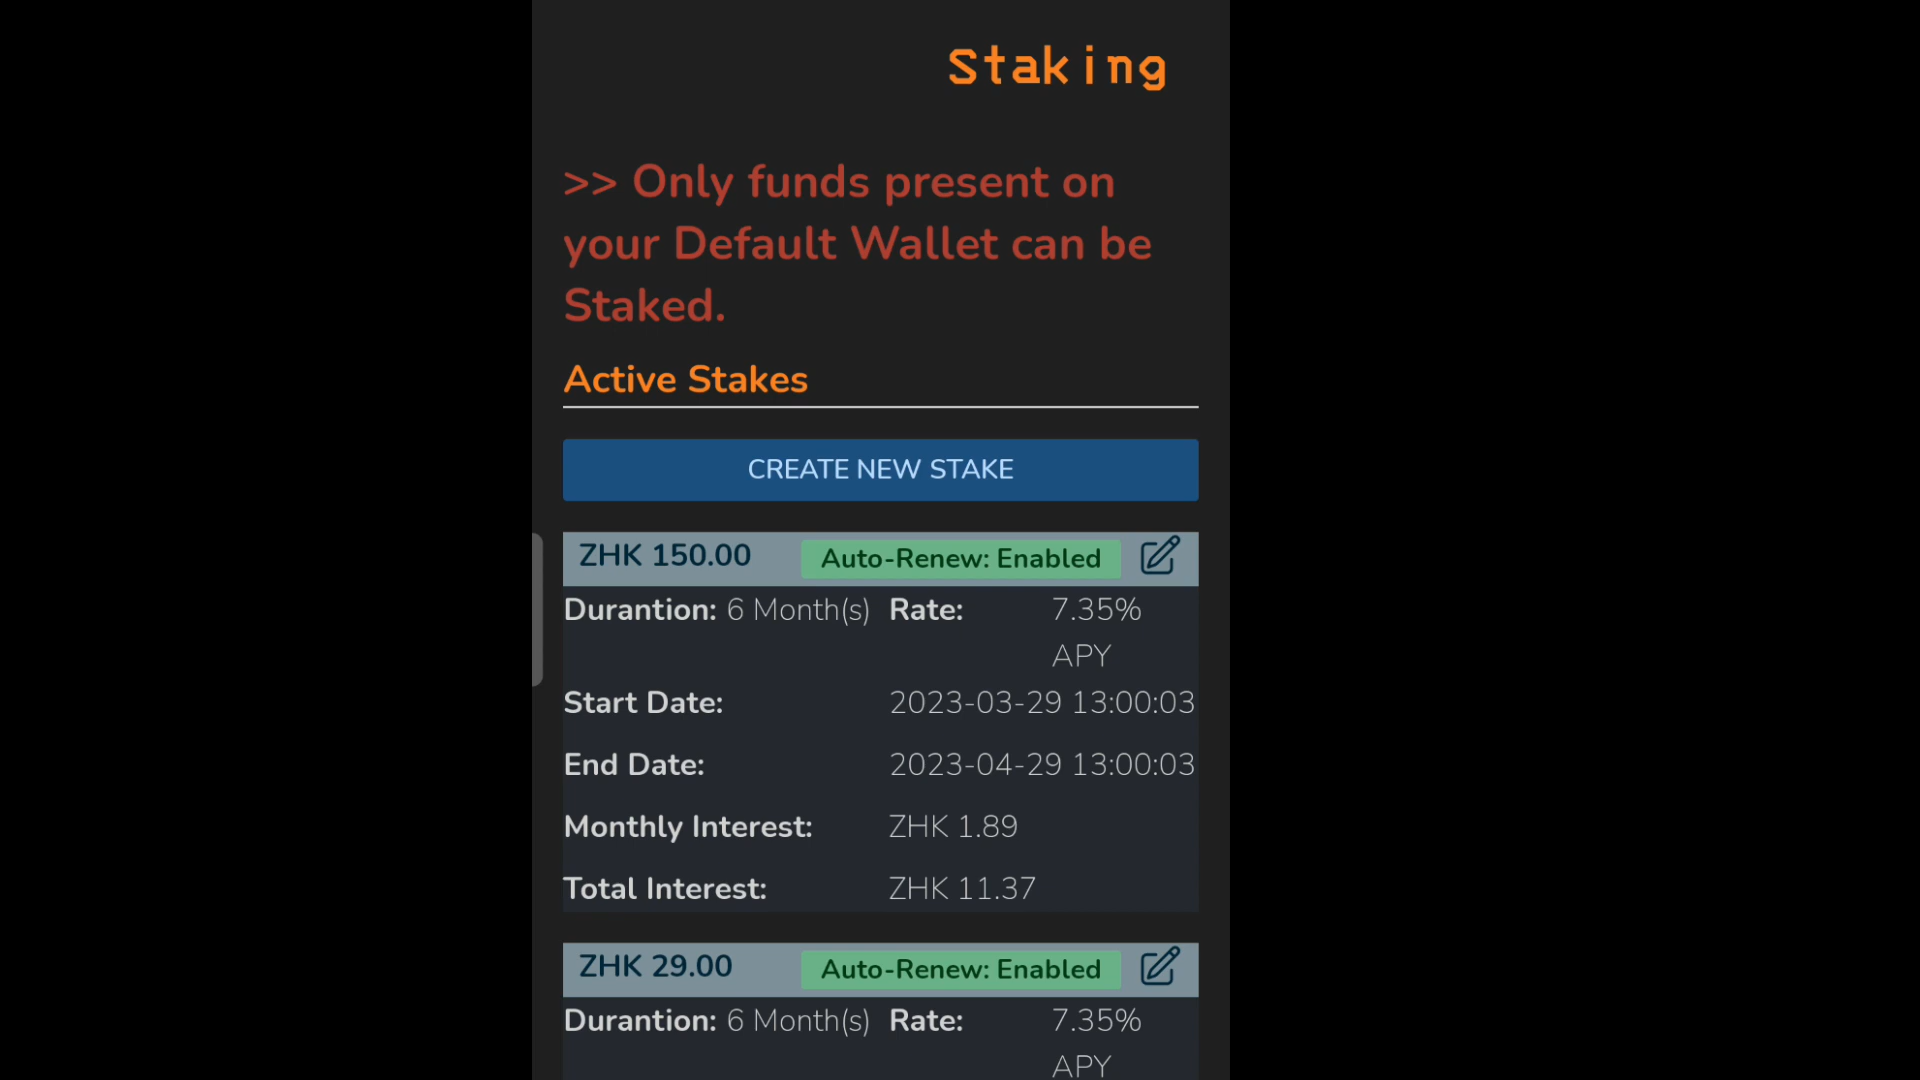 Staking
>> Only funds present on
your Default Wallet can be
Staked.
Active Stakes
CREATE NEW STAKE
ZHK 150.00 Auto-Renew: Enabled
Durantion: 6 Month(s) Rate: 7.35%
APY
Start Date: 2023-03-29 13:00:03
End Date: 2023-04-29 13:00:03
Monthly Interest: ZHK 1.89
Total Interest: ZHK 11.37
ZHK 29.00 Auto-Renew: Enabled
Durantion: 6 Month(s) Rate: 7.35%
APY